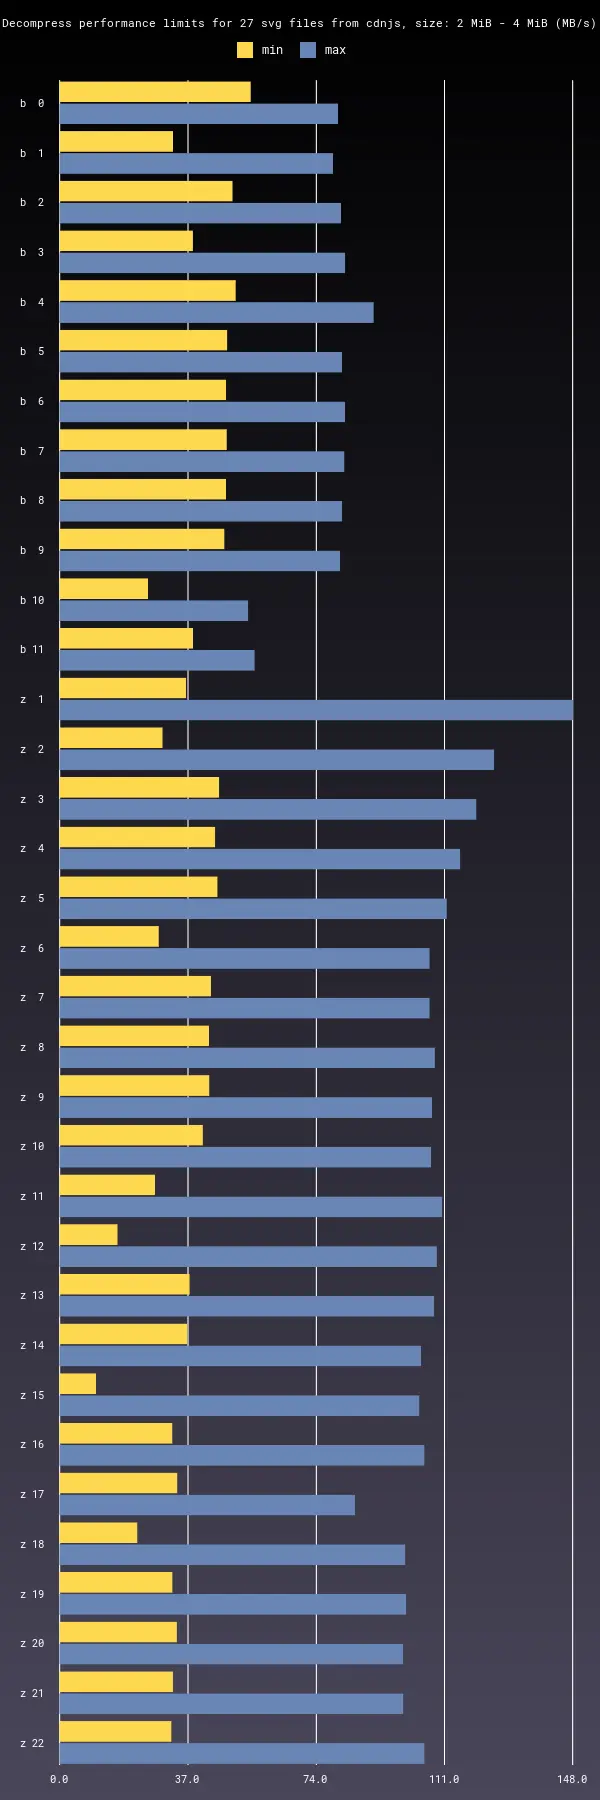 Decompress performance limits for 27 svg files from cdnjs, size: 2 MiB - 4 MiB (MB/s)
min max
b 0
b 1
b 2
b 3
b 4
b 5
b 6
b 7
b 8
b 9
b 10
b 11
z 1
z 2
z 3
z 4
z 5
z 6
z 7
z 8
z 9
z 10
z 11
z 12
z 13
z 14
z 15
z 16
z 17
z 18
z 19
z 20
z 21
z 22
0.0 37.0 74.0 111.0 148.0